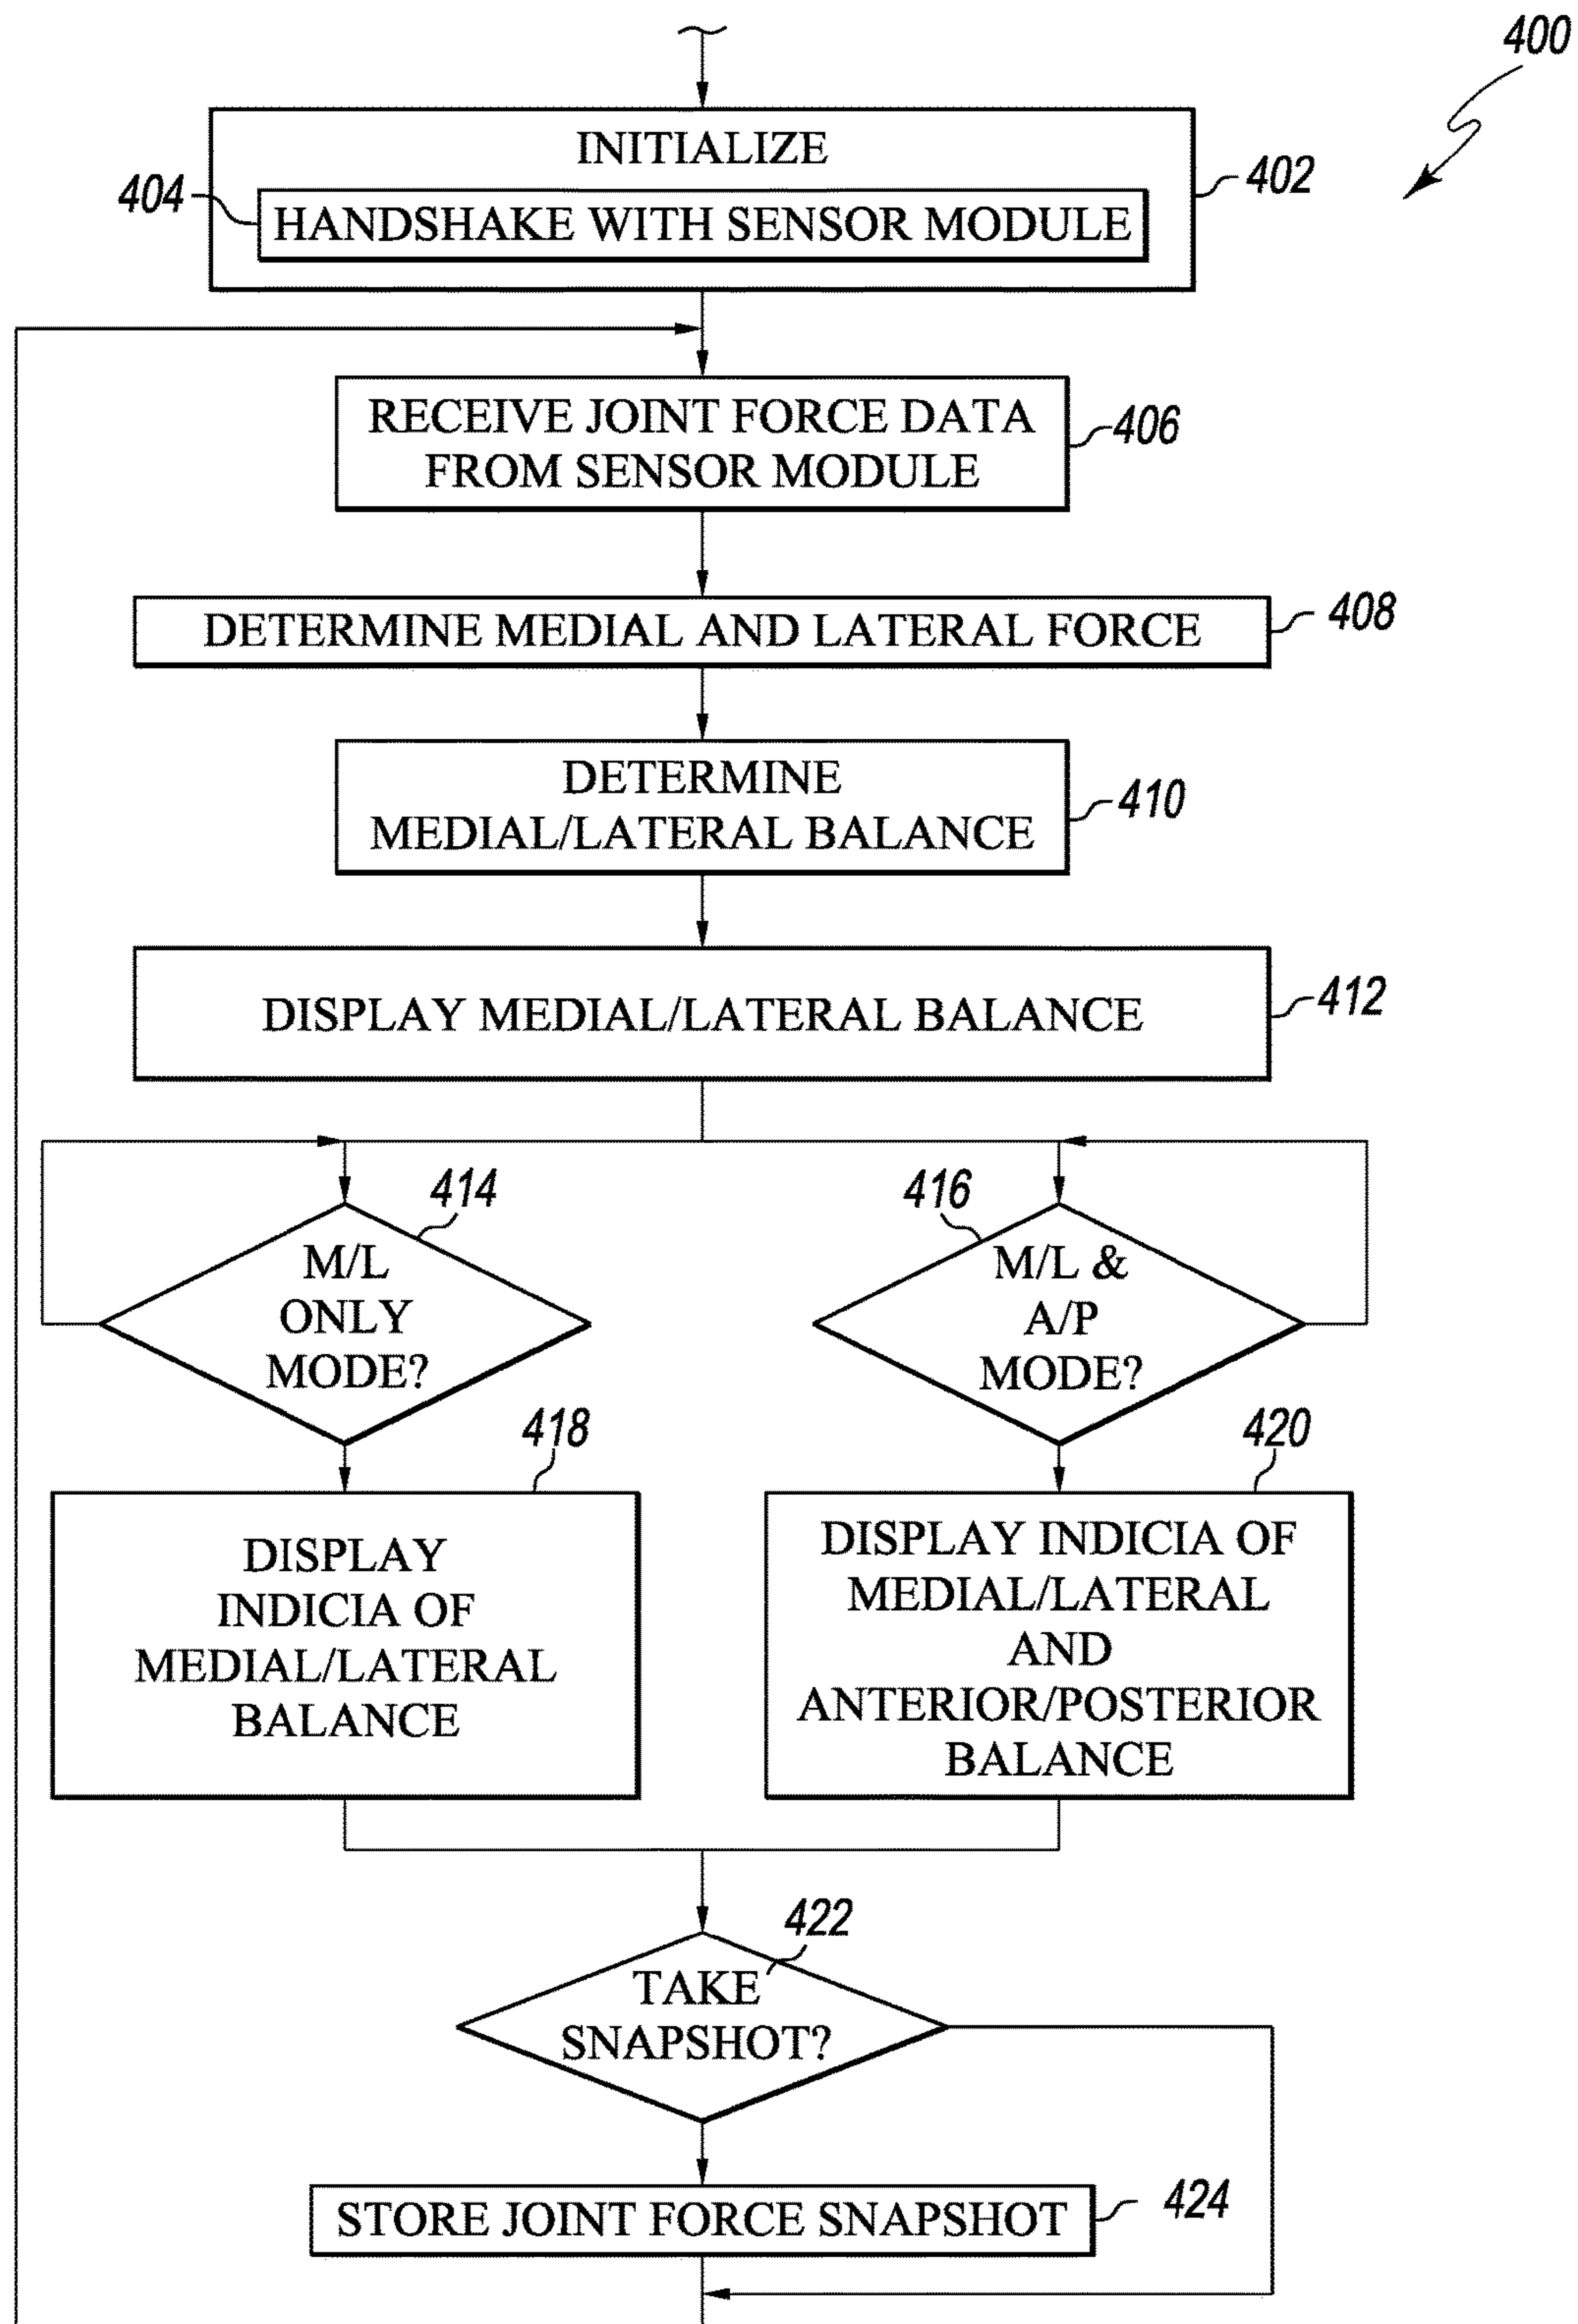 400
INITIALIZE
402
404
HANDSHAKE WITH SENSOR MODULE
RECEIVE JOINT FORCE DATA
FROM SENSOR MODULE
406
DETERMINE MEDIAL AND LATERAL FORCE
408
DETERMINE
MEDIAL/LATERAL BALANCE
410
DISPLAY MEDIAL/LATERAL BALANCE
412
414
M/L
ONLY
MODE?
416
M/L &
A/P
MODE?
418
DISPLAY
INDICIA OF
MEDIAL/LATERAL
BALANCE
420
DISPLAY INDICIA OF
MEDIAL/LATERAL
AND
ANTERIOR/POSTERIOR
BALANCE
422
TAKE
SNAPSHOT?
STORE JOINT FORCE SNAPSHOT
424